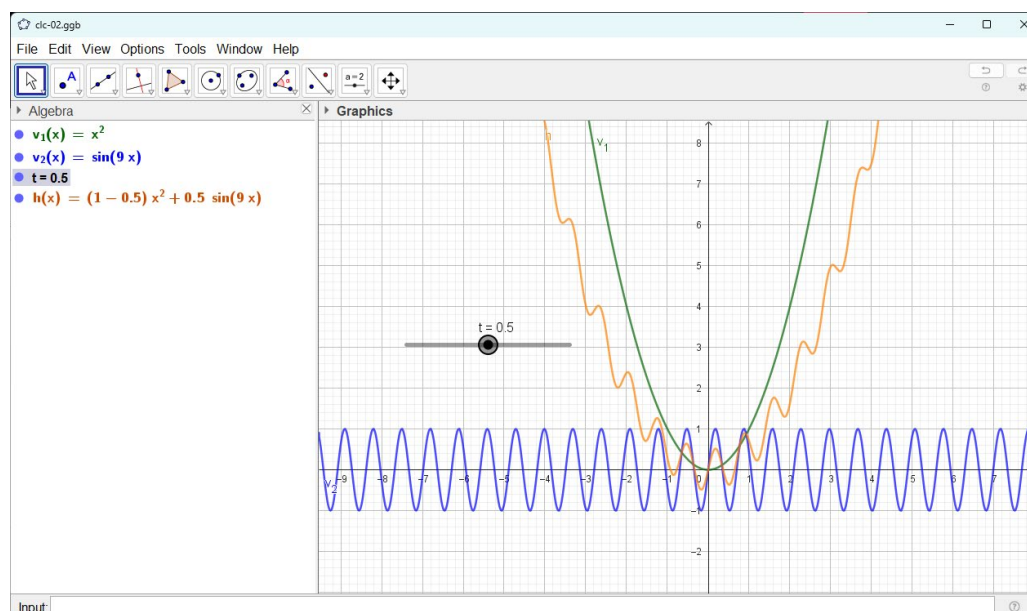 clc-02.ggb
File Edit View Options Tools Window Help
A
α
a=2
Algebra
Graphics
v₁(x) = x²
v₂(x) = sin(9 x)
t = 0.5
h(x) = (1 − 0.5) x² + 0.5 sin(9 x)
h
v₁
8
7
6
5
4
t = 0.5
3
2
1
−9 −8 −7 −6 −5 −4 −3 −2 −1 0 1 2 3 4 5 6 7
v₂
−1
−2
Input: